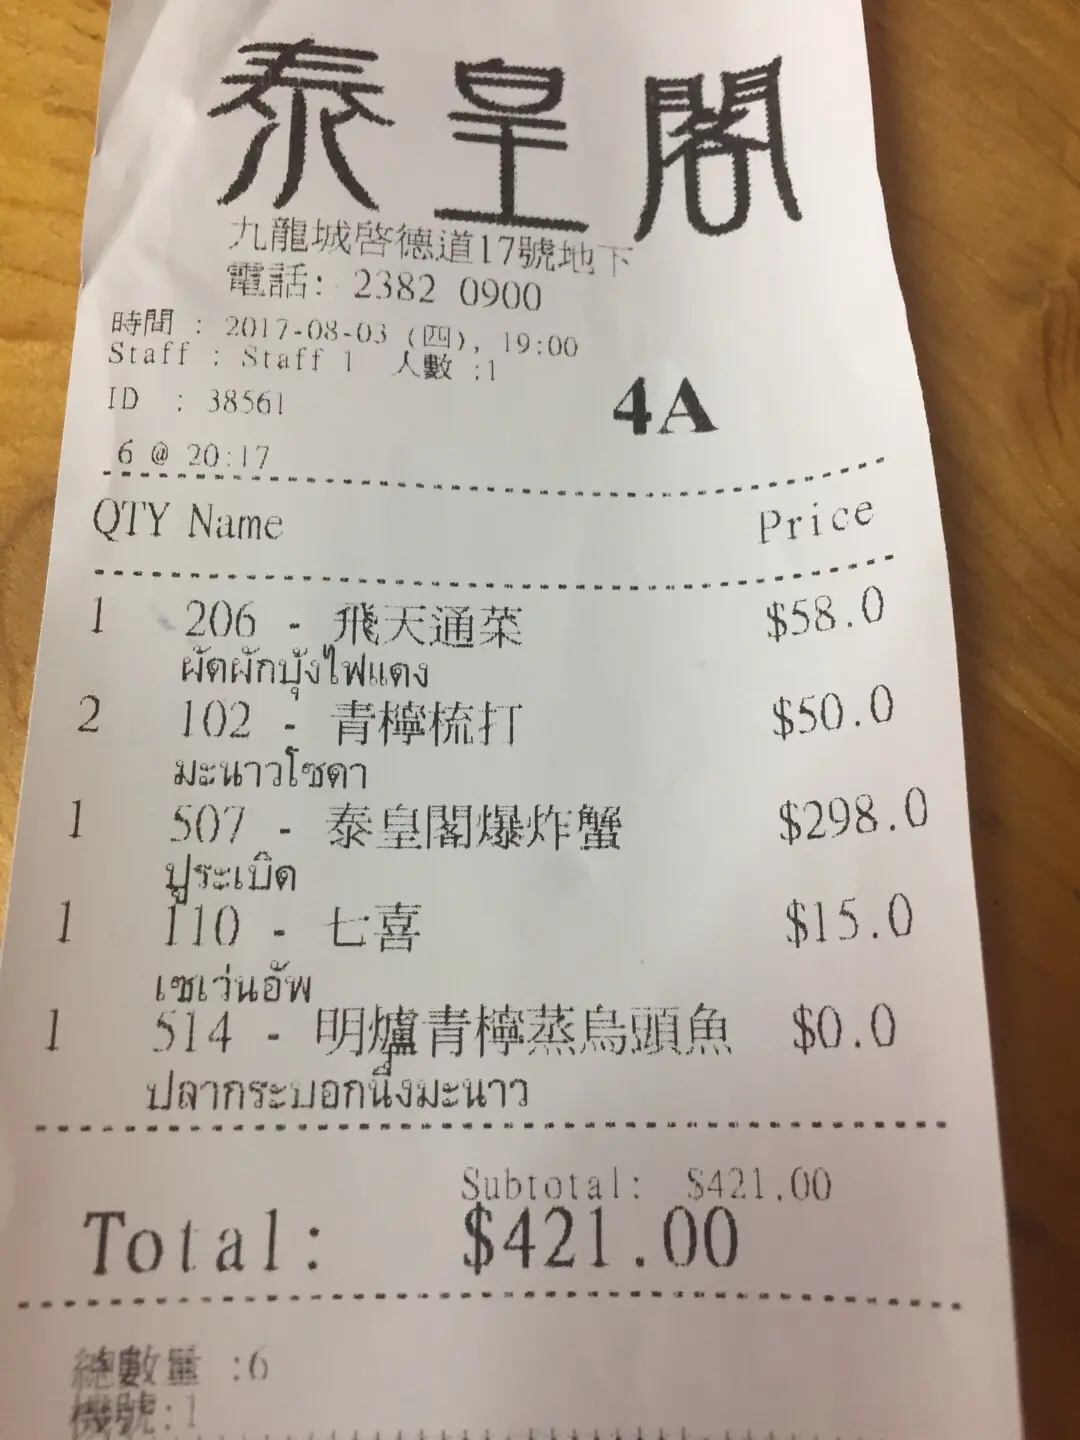 泰皇閣
九龍城啓德道17號地下
電話: 2382 0900
時間 : 2017-08-03 (四), 19:00
Staff : Staff 1 人數 :1
ID : 38561
4A
6 @ 20:17
QTY Name Price
1 206 - 飛天通菜 $58.0
ผัดผักบุ้งไฟแดง
2 102 - 青檸梳打 $50.0
มะนาวโซดา
1 507 - 泰皇閣爆炸蟹 $298.0
ปูระเบิด
1 110 - 七喜 $15.0
เซเว่นอัพ
1 514 - 明爐青檸蒸烏頭魚 $0.0
ปลากระบอกนึ่งมะนาว
Subtotal: $421.00
Total: $421.00
總數量 :6
機號:1